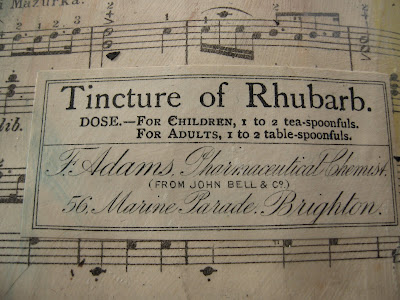 Mazurka.
lib.
Tincture of Rhubarb.
DOSE.—FOR CHILDREN, 1 to 2 tea-spoonfuls.
FOR ADULTS, 1 to 2 table-spoonfuls.
F. Adams, Pharmaceutical Chemist,
(FROM JOHN BELL & Co.)
56, Marine Parade, Brighton.